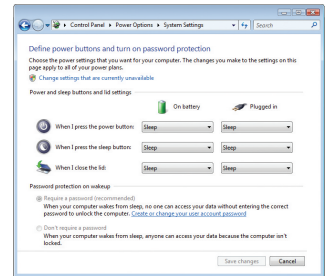 Control Panel ▸ Power Options ▸ System Settings
Search
Define power buttons and turn on password protection
Choose the power settings that you want for your computer. The changes you make to the settings on this
page apply to all of your power plans.
Change settings that are currently unavailable
Power and sleep buttons and lid settings
On battery Plugged in
When I press the power button: Sleep Sleep
When I press the sleep button: Sleep Sleep
When I close the lid: Sleep Sleep
Password protection on wakeup
Require a password (recommended)
When your computer wakes from sleep, no one can access your data without entering the correct
password to unlock the computer. Create or change your user account password
Don't require a password
When your computer wakes from sleep, anyone can access your data because the computer isn't
locked.
Save changes Cancel